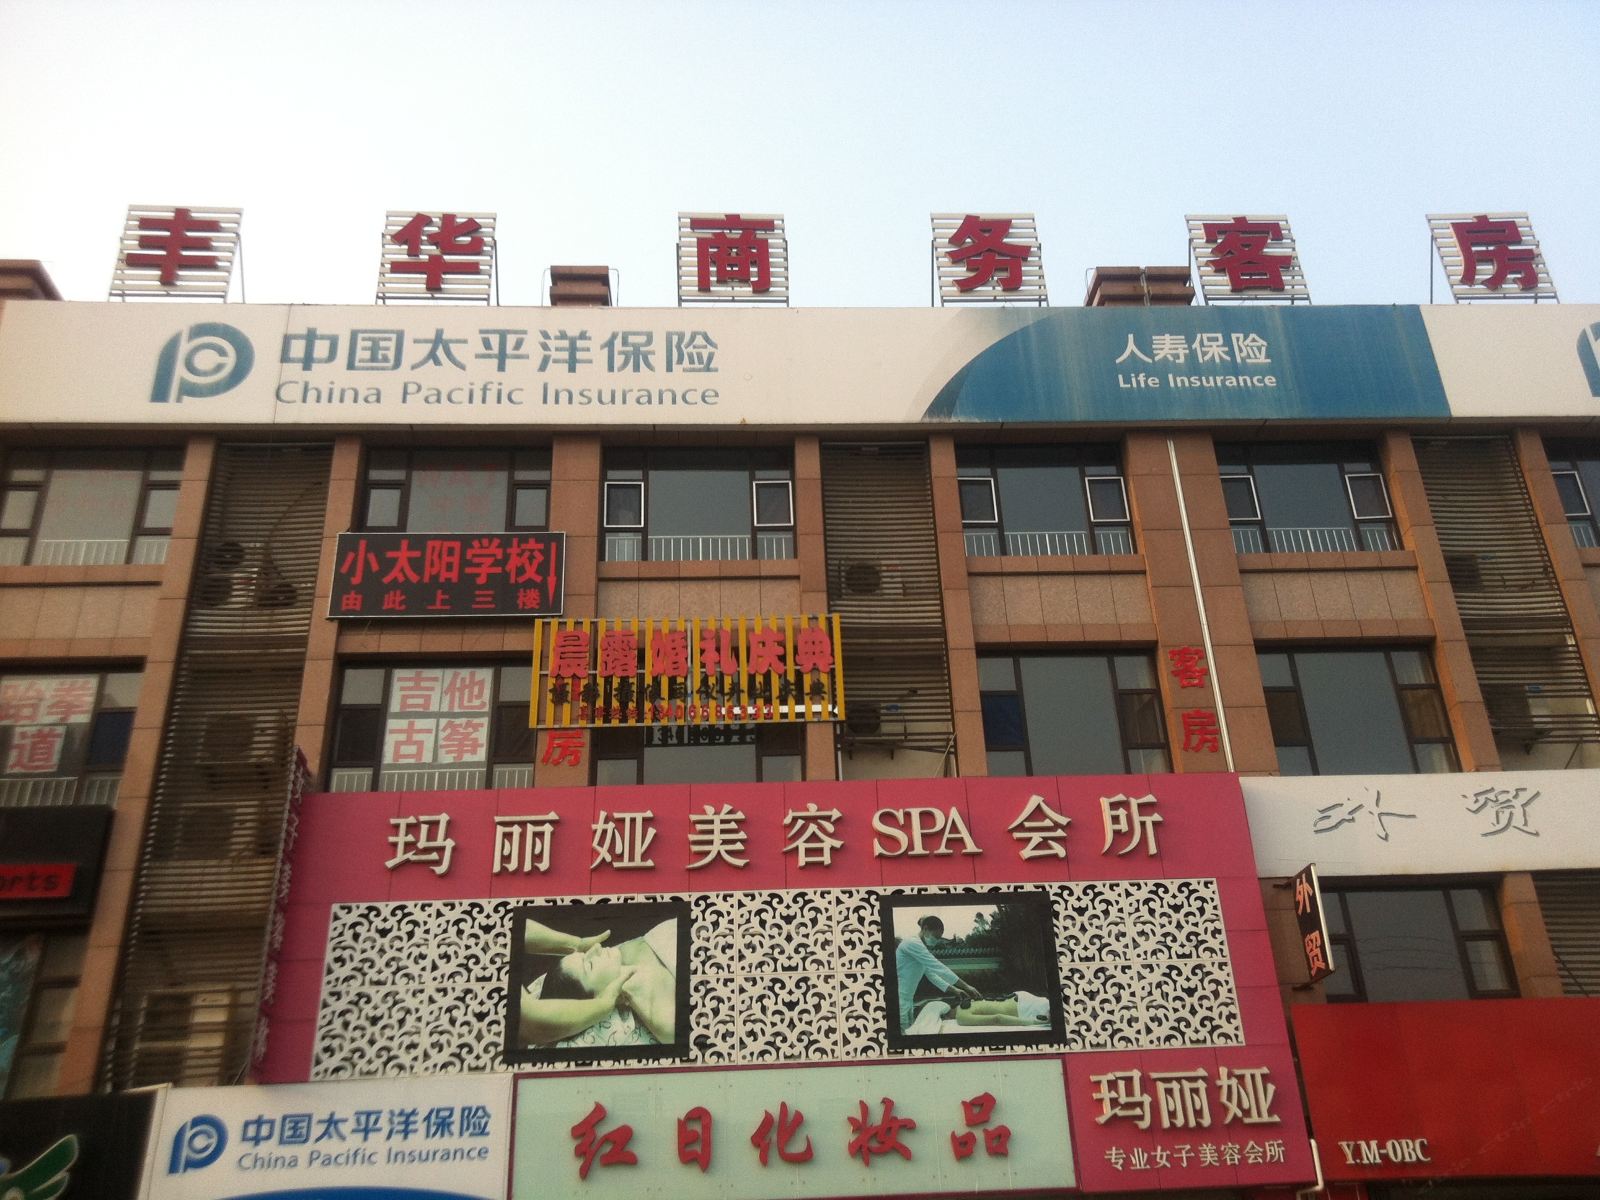 丰华商务客房
中国太平洋保险
China Pacific Insurance
人寿保险
Life Insurance
小太阳学校
由此上三楼
晨露婚礼庆典
吉他
古筝
跆拳
道
客房
房
玛丽娅美容SPA会所
外贸
外贸
orts
中国太平洋保险
China Pacific Insurance
红日化妆品
玛丽娅
专业女子美容会所
Y.M-OBC